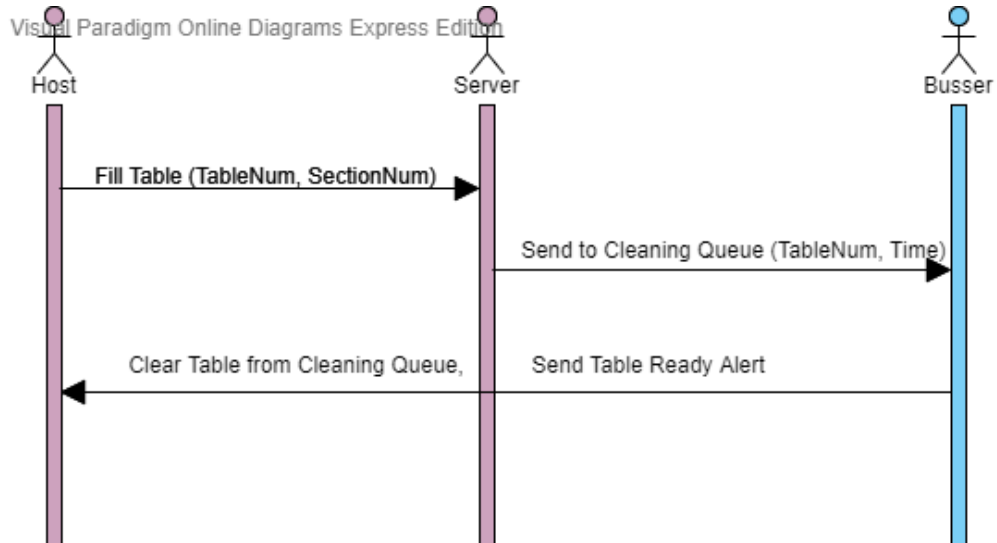 Visual Paradigm Online Diagrams Express Edition
Host
Server
Busser
Fill Table (TableNum, SectionNum)
Send to Cleaning Queue (TableNum, Time)
Clear Table from Cleaning Queue, Send Table Ready Alert